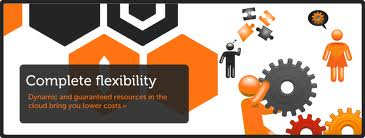 Complete flexibility
Dynamic and guaranteed resources in the
cloud bring you lower costs »